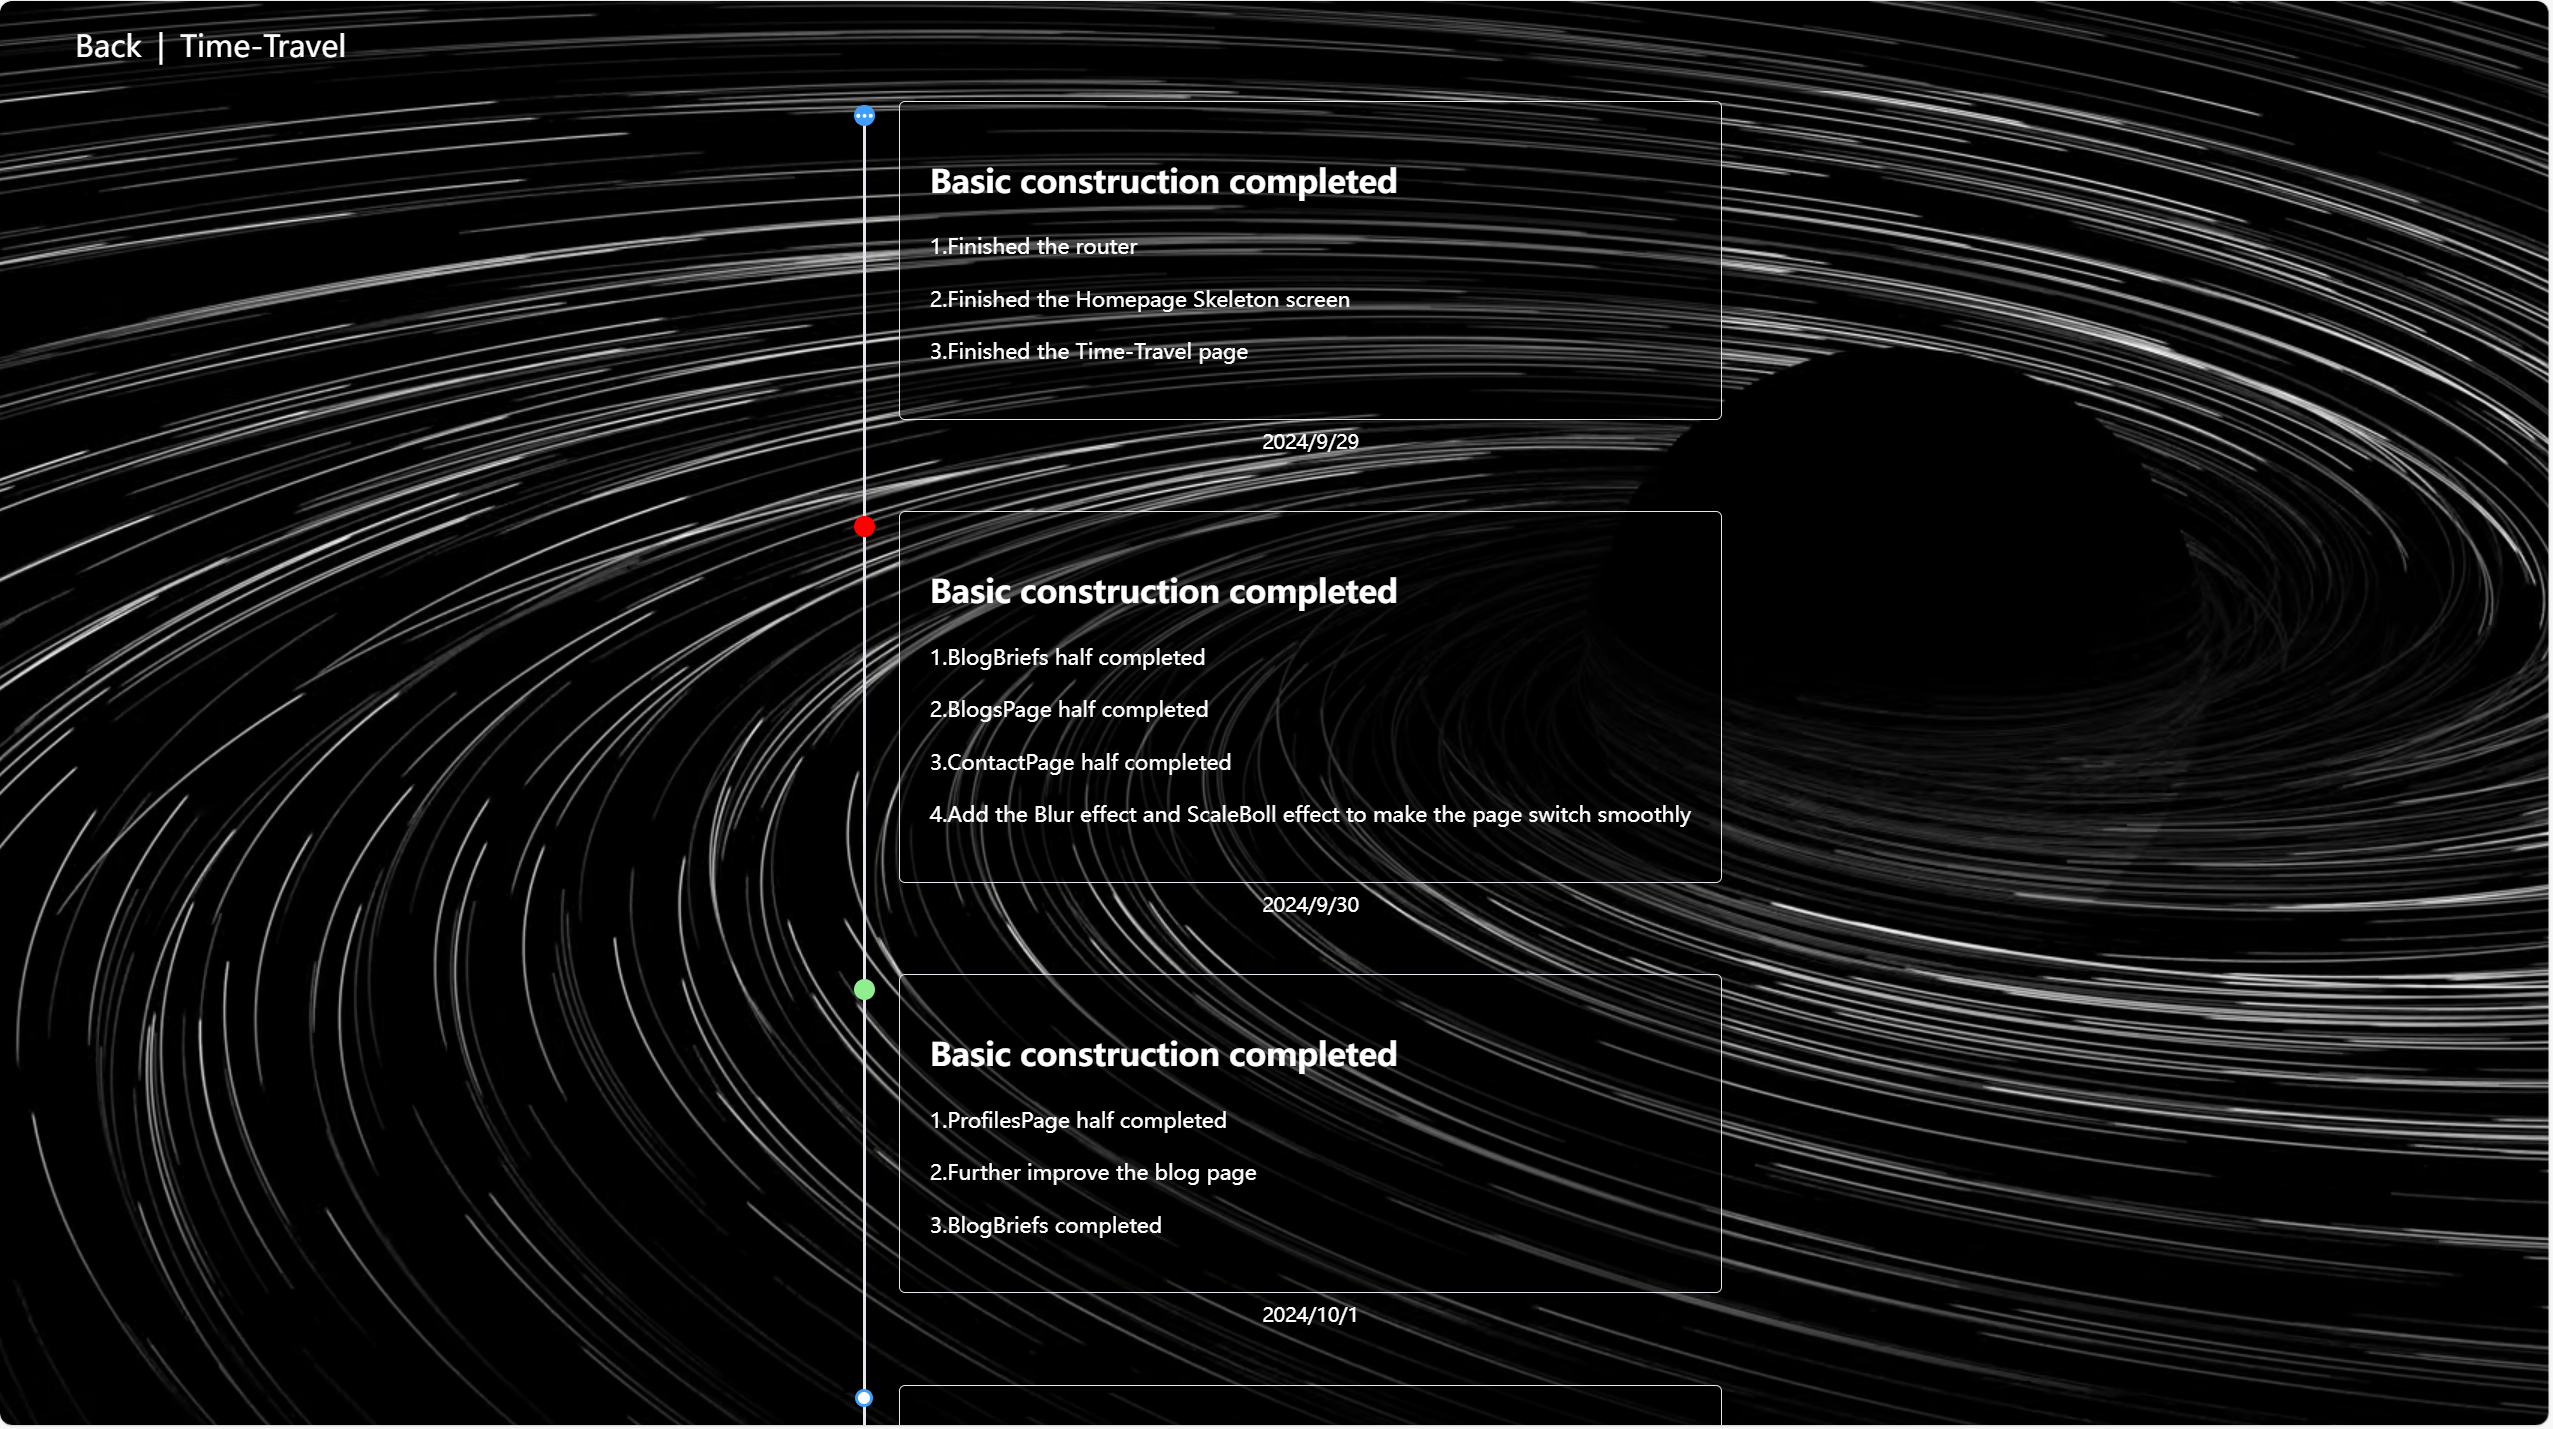 Back | Time-Travel
Basic construction completed
1.Finished the router
2.Finished the Homepage Skeleton screen
3.Finished the Time-Travel page
2024/9/29
Basic construction completed
1.BlogBriefs half completed
2.BlogsPage half completed
3.ContactPage half completed
4.Add the Blur effect and ScaleBoll effect to make the page switch smoothly
2024/9/30
Basic construction completed
1.ProfilesPage half completed
2.Further improve the blog page
3.BlogBriefs completed
2024/10/1